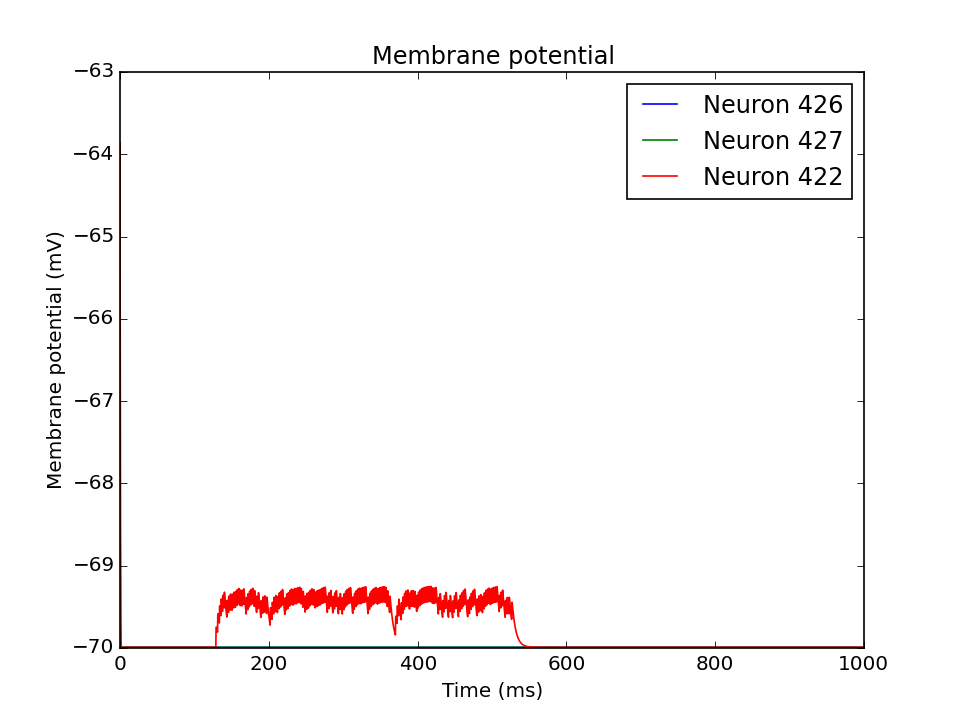 Membrane potential
−63
−64
−65
−66
−67
−68
−69
−70
Membrane potential (mV)
Neuron 426
Neuron 427
Neuron 422
0 200 400 600 800 1000
Time (ms)